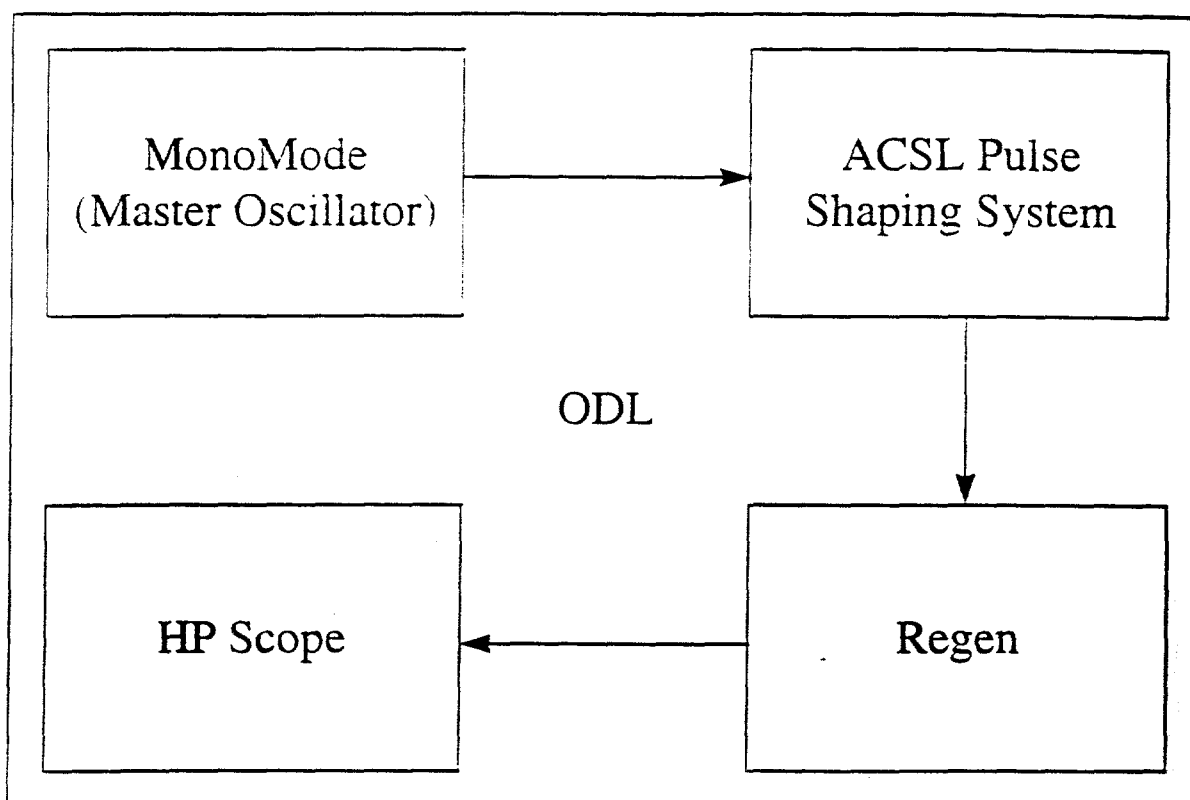 MonoMode
(Master Oscillator)
ACSL Pulse
Shaping System
ODL
HP Scope
Regen